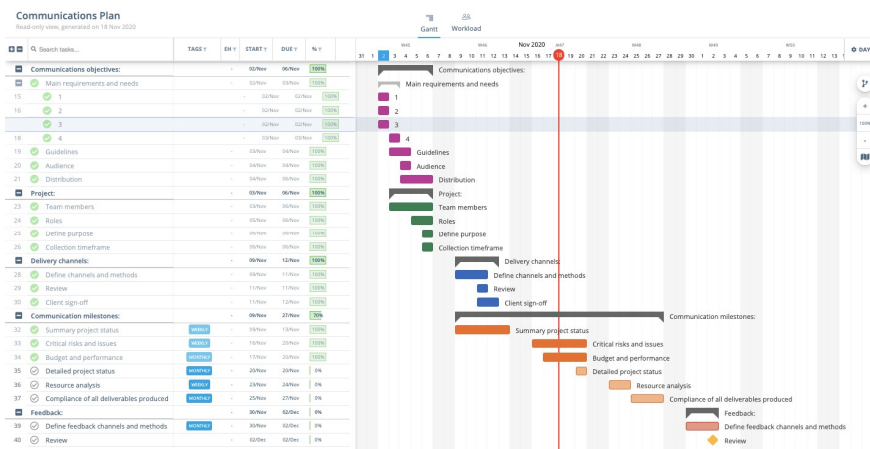 Communications Plan
Read-only view, generated on 18 Nov 2020
Gantt Workload
Search tasks... TAGS EH START DUE %
W45 W46 Nov 2020 W47 W48 W49 W50
31 1 2 3 4 5 6 7 8 9 10 11 12 13 14 15 16 17 18 19 20 21 22 23 24 25 26 27 28 29 30 1 2 3 4 5 6 7 8 9 10 11 12 13 DAY
Communications objectives: - 02/Nov 06/Nov 100% Communications objectives:
Main requirements and needs - 02/Nov 03/Nov 100% Main requirements and needs
15 1 - 02/Nov 02/Nov 100% 1
16 2 - 02/Nov 02/Nov 100% 2
3 - 02/Nov 02/Nov 100% 3
18 4 - 03/Nov 03/Nov 100% 4
19 Guidelines - 03/Nov 04/Nov 100% Guidelines
20 Audience - 04/Nov 04/Nov 100% Audience
21 Distribution - 04/Nov 06/Nov 100% Distribution
Project: - 03/Nov 06/Nov 100% Project:
23 Team members - 03/Nov 06/Nov 100% Team members
24 Roles - 05/Nov 06/Nov 100% Roles
25 Define purpose - 06/Nov 06/Nov 100% Define purpose
26 Collection timeframe - 06/Nov 06/Nov 100% Collection timeframe
Delivery channels: - 09/Nov 12/Nov 100% Delivery channels:
28 Define channels and methods - 09/Nov 11/Nov 100% Define channels and methods
29 Review - 11/Nov 11/Nov 100% Review
30 Client sign-off - 11/Nov 12/Nov 100% Client sign-off
Communication milestones: - 09/Nov 27/Nov 70% Communication milestones:
32 Summary project status WEEKLY - 09/Nov 13/Nov 100% Summary project status
33 Critical risks and issues WEEKLY - 16/Nov 20/Nov 100% Critical risks and issues
34 Budget and performance MONTHLY - 17/Nov 20/Nov 100% Budget and performance
35 Detailed project status MONTHLY - 20/Nov 20/Nov 0% Detailed project status
36 Resource analysis WEEKLY - 23/Nov 24/Nov 0% Resource analysis
37 Compliance of all deliverables produced MONTHLY - 25/Nov 27/Nov 0% Compliance of all deliverables produced
Feedback: - 30/Nov 02/Dec 0% Feedback:
39 Define feedback channels and methods MONTHLY - 30/Nov 02/Dec 0% Define feedback channels and methods
40 Review - 02/Dec 02/Dec 0% Review
+
100%
-